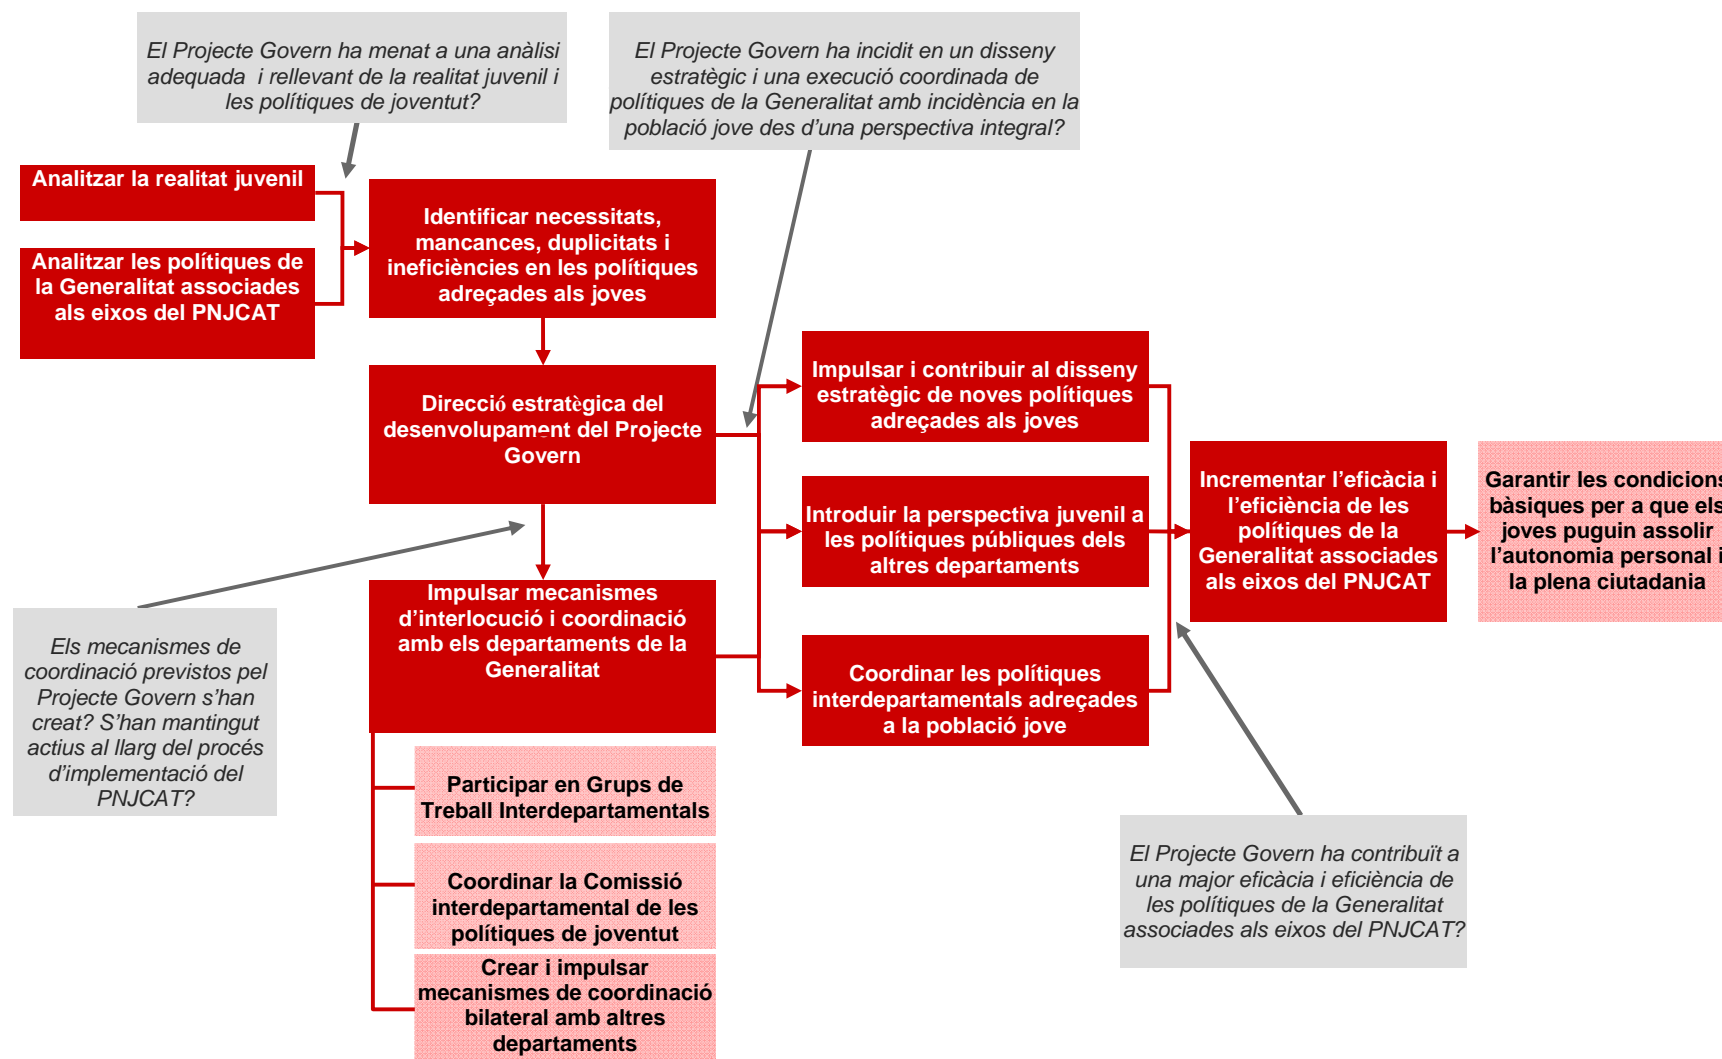 El Projecte Govern ha menat a una anàlisi
adequada i rellevant de la realitat juvenil i
les polítiques de joventut?
El Projecte Govern ha incidit en un disseny
estratègic i una execució coordinada de
polítiques de la Generalitat amb incidència en la
població jove des d’una perspectiva integral?
Analitzar la realitat juvenil
Analitzar les polítiques de
la Generalitat associades
als eixos del PNJCAT
Identificar necessitats,
mancances, duplicitats i
ineficiències en les polítiques
adreçades als joves
Direcció estratègica del
desenvolupament del Projecte
Govern
Impulsar mecanismes
d’interlocució i coordinació
amb els departaments de la
Generalitat
Participar en Grups de
Treball Interdepartamentals
Coordinar la Comissió
interdepartamental de les
polítiques de joventut
Crear i impulsar
mecanismes de coordinació
bilateral amb altres
departaments
Els mecanismes de
coordinació previstos pel
Projecte Govern s’han
creat? S’han mantingut
actius al llarg del procés
d’implementació del
PNJCAT?
Impulsar i contribuir al disseny
estratègic de noves polítiques
adreçades als joves
Introduir la perspectiva juvenil a
les polítiques públiques dels
altres departaments
Coordinar les polítiques
interdepartamentals adreçades
a la població jove
Incrementar l’eficàcia i
l’eficiència de les
polítiques de la
Generalitat associades
als eixos del PNJCAT
Garantir les condicions
bàsiques per a que els
joves puguin assolir
l’autonomia personal i
la plena ciutadania
El Projecte Govern ha contribuït a
una major eficàcia i eficiència de
les polítiques de la Generalitat
associades als eixos del PNJCAT?